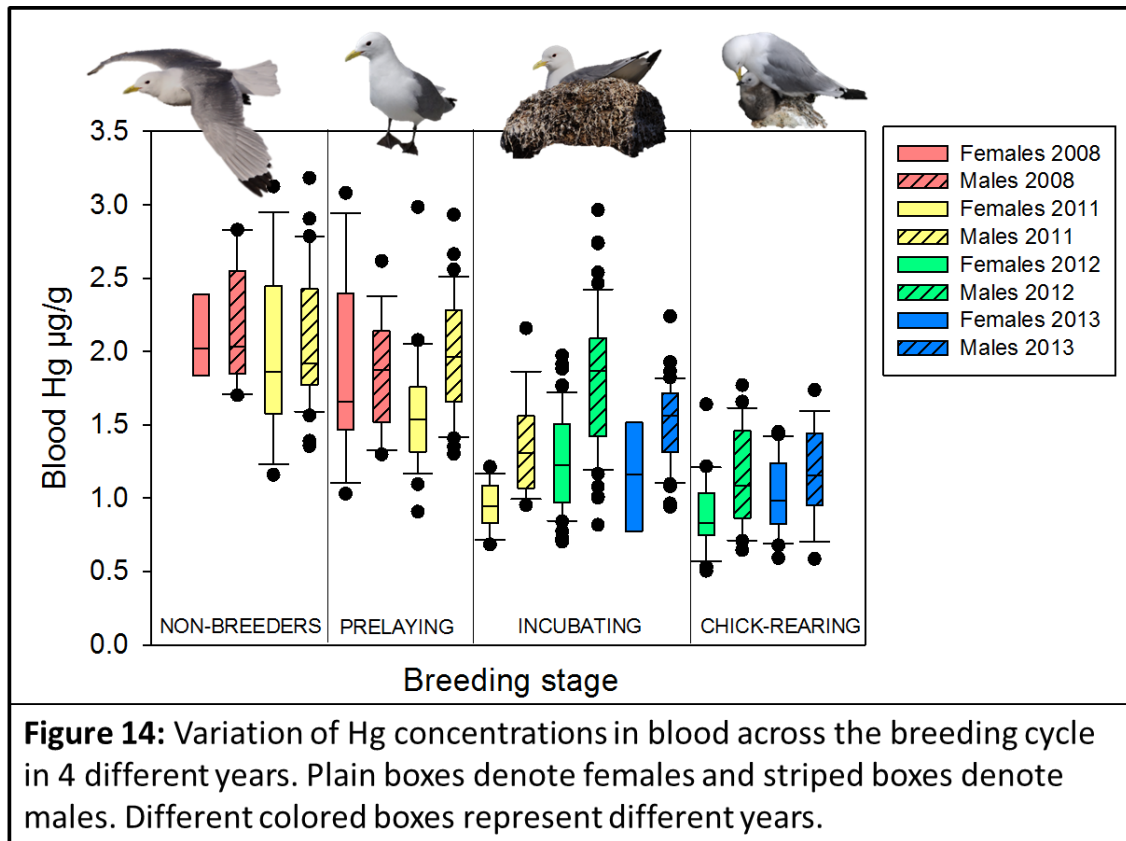 3.5
3.0
2.5
2.0
1.5
1.0
0.5
0.0
Blood Hg µg/g
NON-BREEDERS
PRELAYING
INCUBATING
CHICK-REARING
Breeding stage
Females 2008
Males 2008
Females 2011
Males 2011
Females 2012
Males 2012
Females 2013
Males 2013
Figure 14: Variation of Hg concentrations in blood across the breeding cycle
in 4 different years. Plain boxes denote females and striped boxes denote
males. Different colored boxes represent different years.